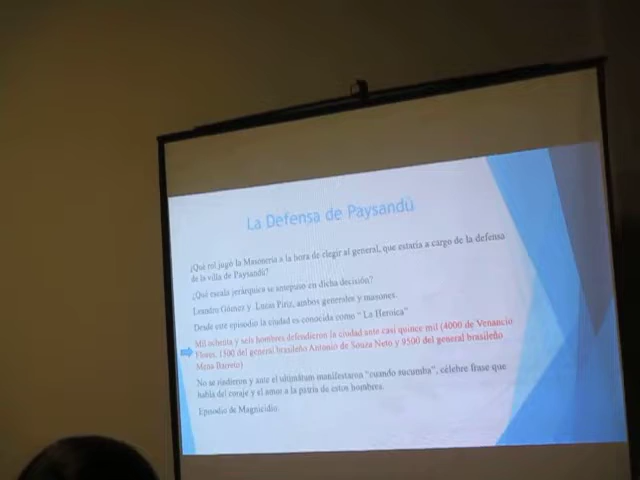 La Defensa de Paysandú
¿Qué rol jugó la Masonería a la hora de elegir al general, que estaría a cargo de la defensa
de la villa de Paysandú?
¿Qué escala jerárquica se antepuso en dicha decisión?
Leandro Gómez y Lucas Píriz, ambos generales y masones.
Desde este episodio la ciudad es conocida como "La Heroica"
Mil ochenta y seis hombres defendieron la ciudad ante casi quince mil (4000 de Venancio
Flores, 1500 del general brasileño Antonio de Souza Neto y 9500 del general brasileño
Mena Barreto)
No se rindieron y ante el ultimátum manifestaron "cuando sucumba", célebre frase que
habla del coraje y el amor a la patria de estos hombres.
Episodio de Magnicidio.